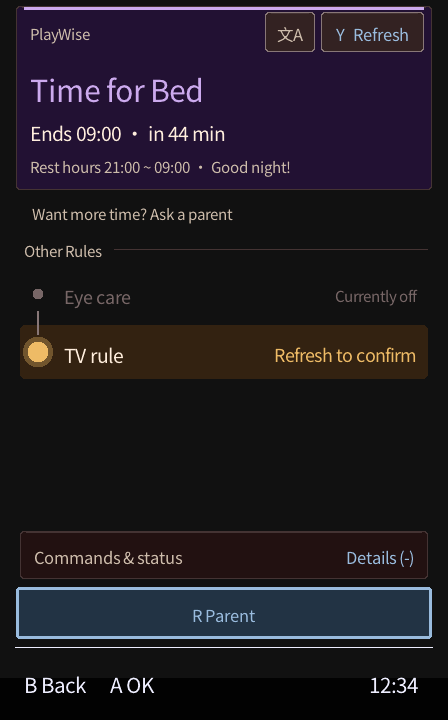 PlayWise
文A
Y Refresh
Time for Bed
Ends 09:00 • in 44 min
Rest hours 21:00 ~ 09:00 • Good night!
Want more time? Ask a parent
Other Rules
Eye care
Currently off
TV rule
Refresh to confirm
Commands & status
Details (-)
R Parent
B Back A OK
12:34